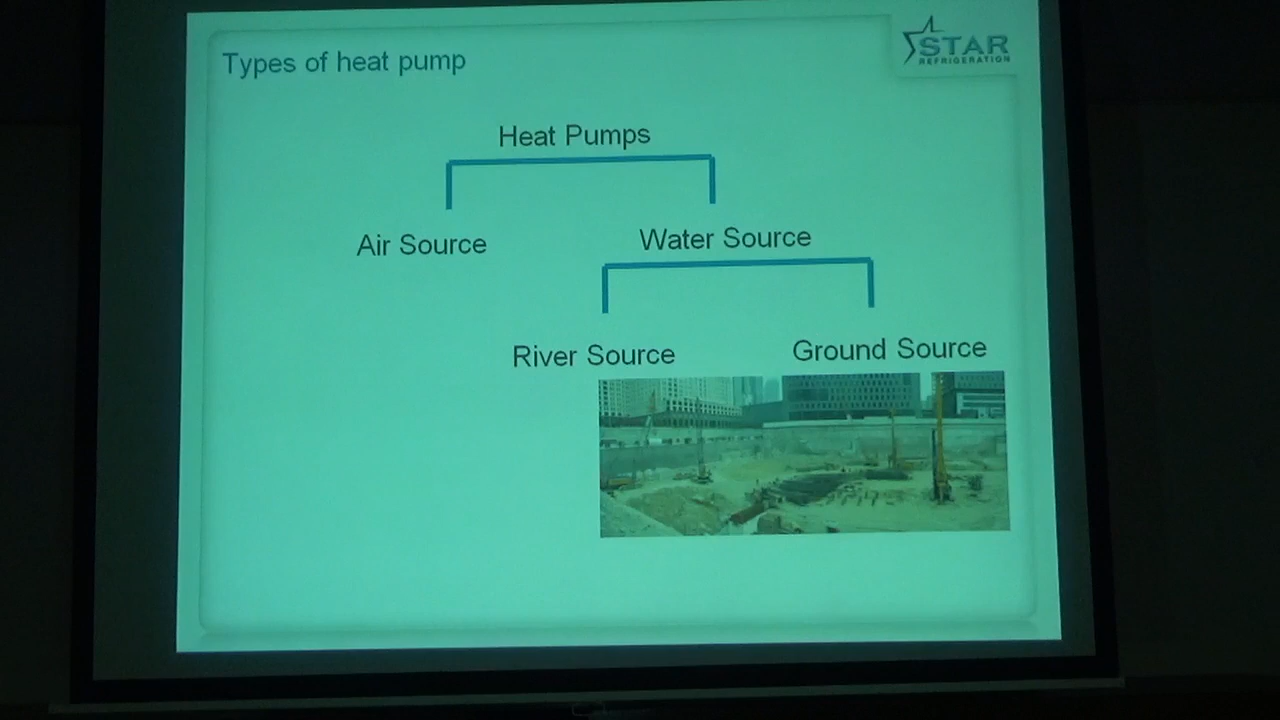 Types of heat pump
STAR
REFRIGERATION
Heat Pumps
Air Source
Water Source
River Source
Ground Source